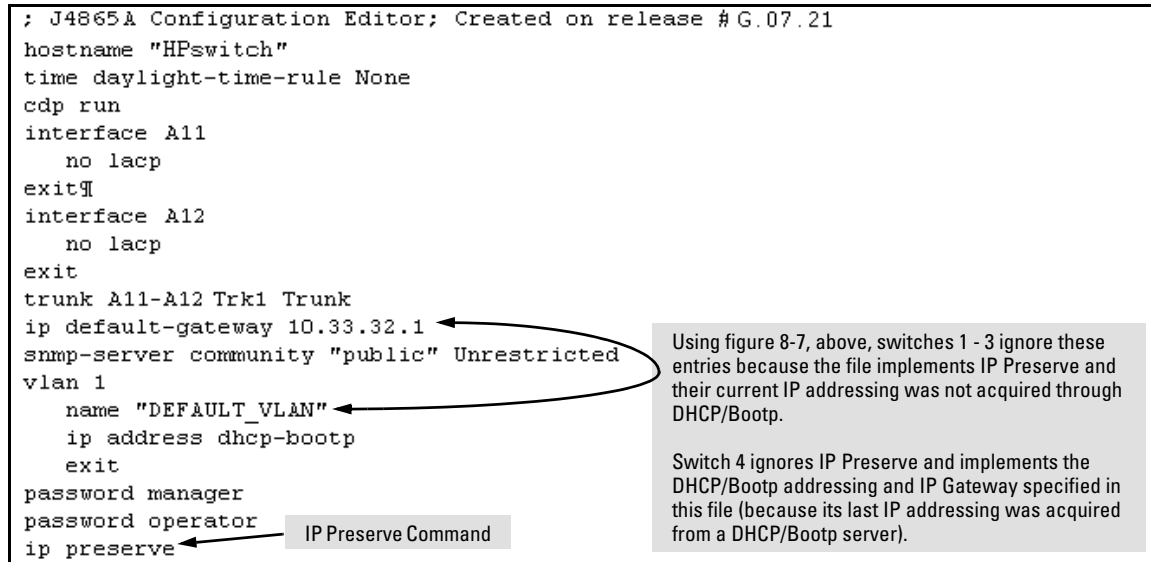 ; J4865A Configuration Editor; Created on release #G.07.21
hostname "HPswitch"
time daylight-time-rule None
cdp run
interface A11
no lacp
exit¶
interface A12
no lacp
exit
trunk A11-A12 Trk1 Trunk
ip default-gateway 10.33.32.1
snmp-server community "public" Unrestricted
vlan 1
name "DEFAULT_VLAN"
ip address dhcp-bootp
exit
password manager
password operator
ip preserve
IP Preserve Command
Using figure 8-7, above, switches 1 - 3 ignore these
entries because the file implements IP Preserve and
their current IP addressing was not acquired through
DHCP/Bootp.
Switch 4 ignores IP Preserve and implements the
DHCP/Bootp addressing and IP Gateway specified in
this file (because its last IP addressing was acquired
from a DHCP/Bootp server).